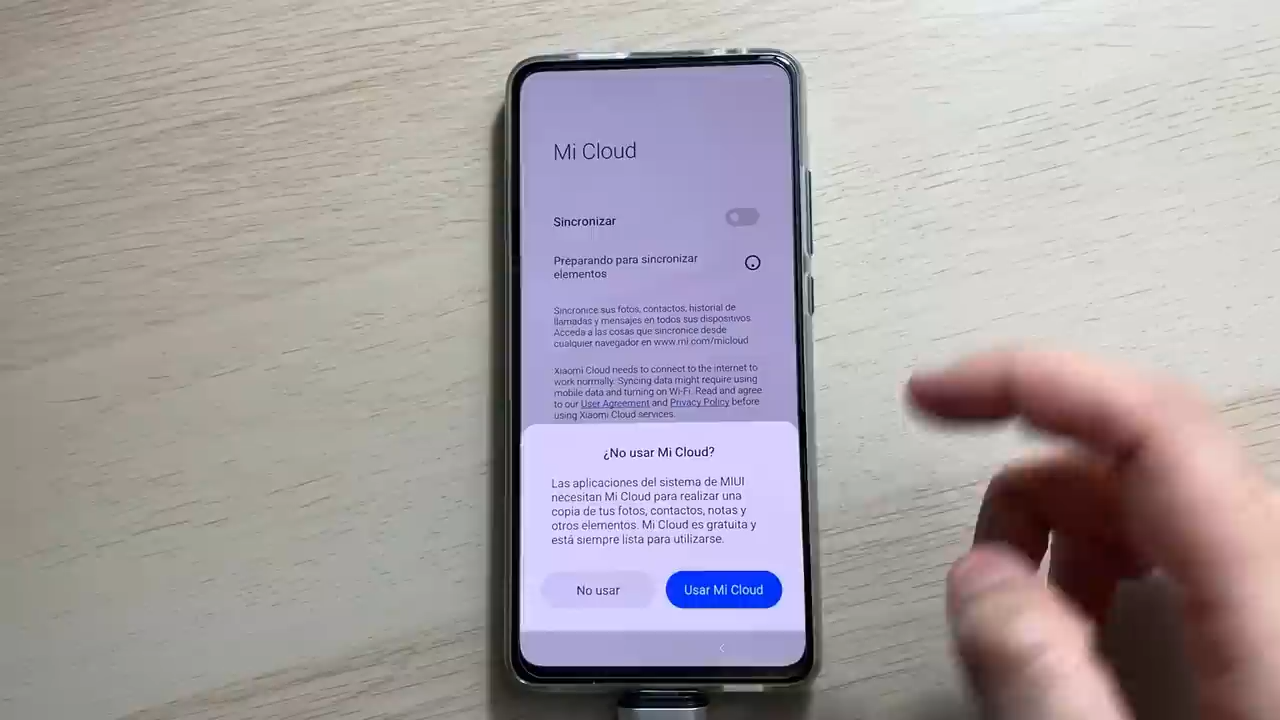 Mi Cloud
Sincronizar
Preparando para sincronizar
elementos
Sincronice sus fotos, contactos, historial de
llamadas y mensajes en todos sus dispositivos.
Acceda a las cosas que sincronice desde
cualquier navegador en www.mi.com/micloud
Xiaomi Cloud needs to connect to the internet to
work normally. Syncing data might require using
mobile data and turning on Wi-Fi. Read and agree
to our User Agreement and Privacy Policy before
using Xiaomi Cloud services.
¿No usar Mi Cloud?
Las aplicaciones del sistema de MIUI
necesitan Mi Cloud para realizar una
copia de tus fotos, contactos, notas y
otros elementos. Mi Cloud es gratuita y
está siempre lista para utilizarse.
No usar
Usar Mi Cloud